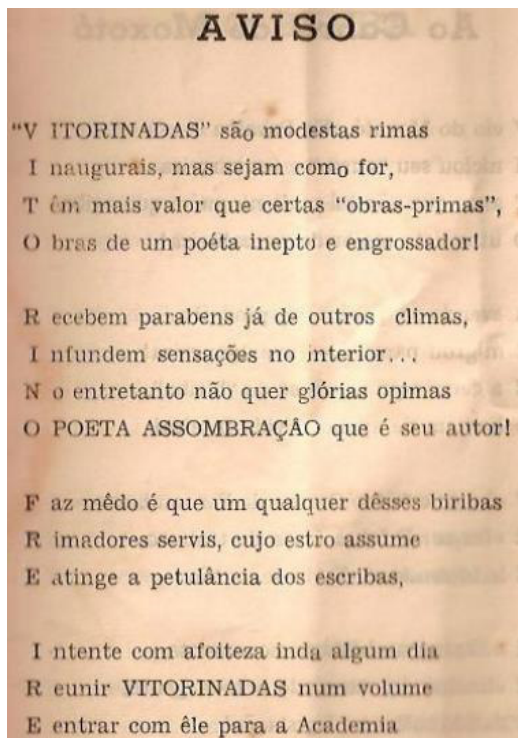 AVISO
"V ITORINADAS" são modestas rimas
I naugurais, mas sejam como for,
T êm mais valor que certas "obras-primas",
O bras de um poéta inepto e engrossador!
R ecebem parabens já de outros climas,
I nfundem sensações no interior...
N o entretanto não quer glórias opimas
O POETA ASSOMBRAÇÂO que é seu autor!
F az mêdo é que um qualquer dêsses biribas
R imadores servis, cujo estro assume
E atinge a petulância dos escribas,
I ntente com afoiteza inda algum dia
R eunir VITORINADAS num volume
E entrar com êle para a Academia